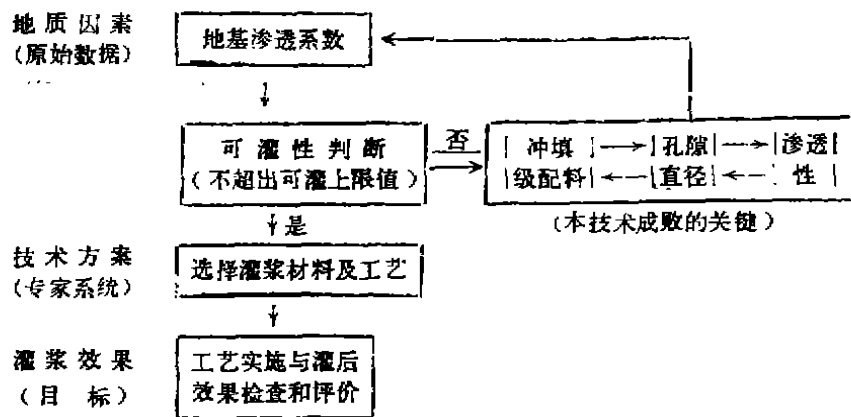 地质因素
(原始数据)
地基渗透系数
可灌性判断
(不超出可灌上限值)
否
冲填 孔隙 渗透
级配料 直径 性
(本技术成败的关键)
是
技术方案
(专家系统)
选择灌浆材料及工艺
灌浆效果
(目 标)
工艺实施与灌后
效果检查和评价